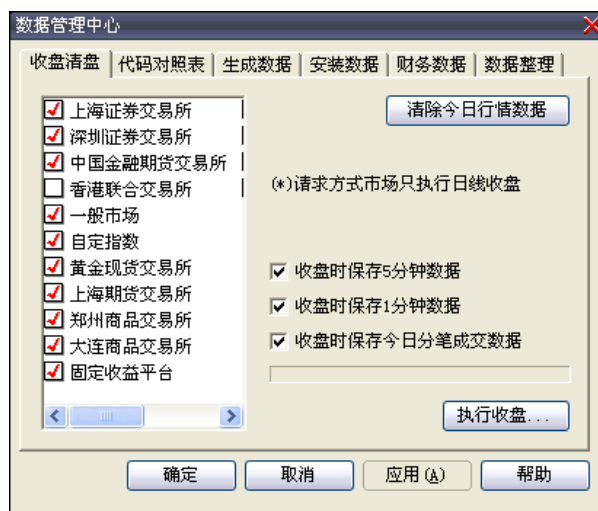 数据管理中心
收盘清盘 代码对照表 生成数据 安装数据 财务数据 数据整理
上海证券交易所
深圳证券交易所
中国金融期货交易所
香港联合交易所
一般市场
自定指数
黄金现货交易所
上海期货交易所
郑州商品交易所
大连商品交易所
固定收益平台
清除今日行情数据
(*)请求方式市场只执行日线收盘
收盘时保存5分钟数据
收盘时保存1分钟数据
收盘时保存今日分笔成交数据
执行收盘...
确定 取消 应用(A) 帮助